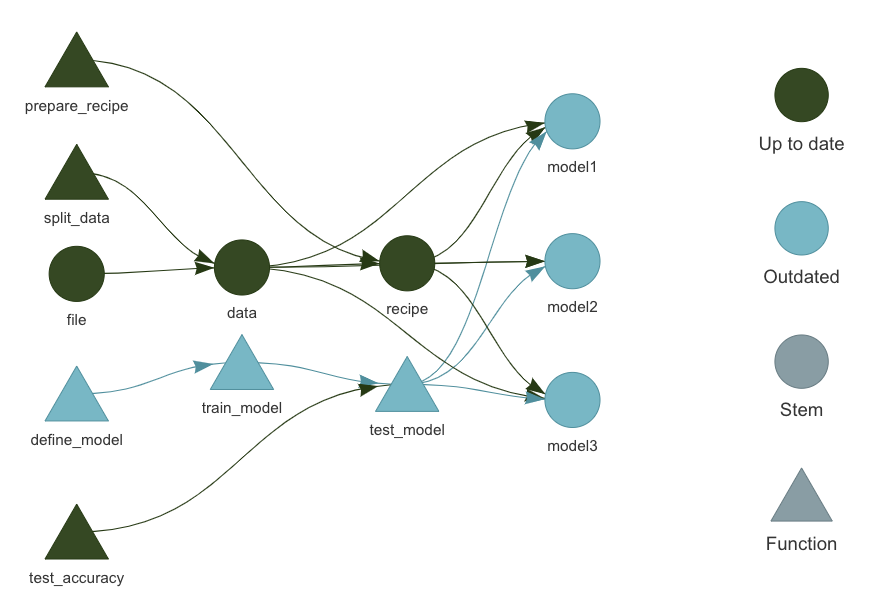 prepare_recipe
split_data
file
define_model
test_accuracy
data
train_model
recipe
test_model
model1
model2
model3
Up to date
Outdated
Stem
Function